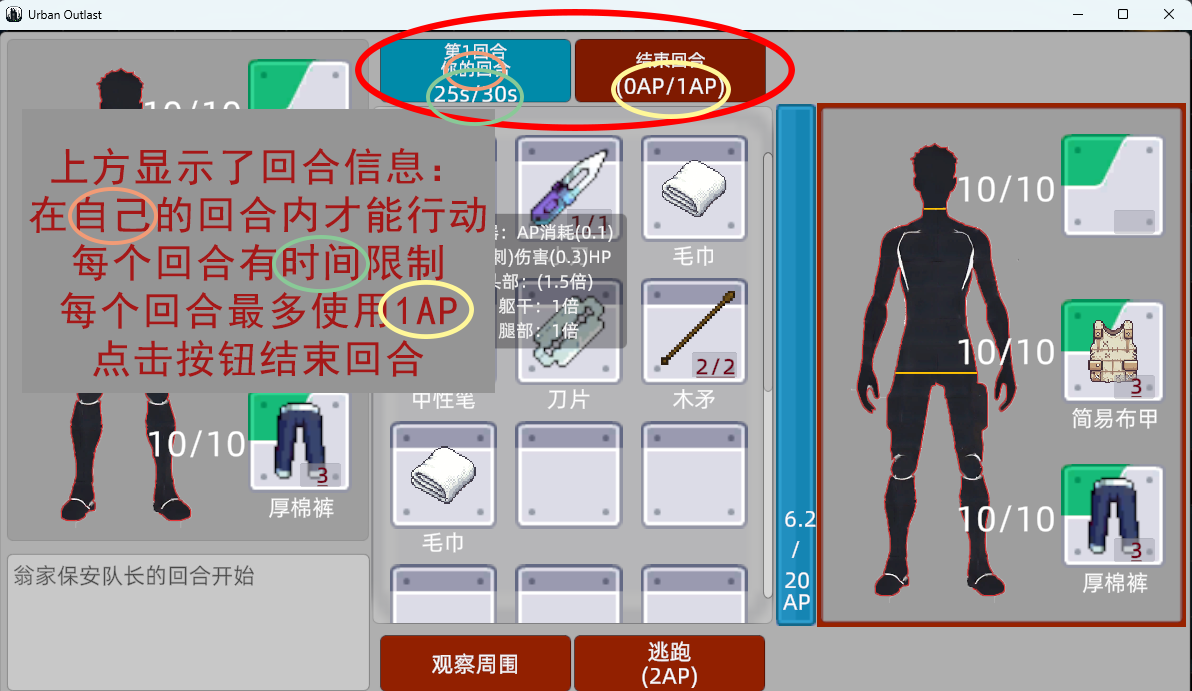 Urban Outlast
第1回合
你的回合
25s/30s
结束回合
(0AP/1AP)
10/10
上方显示了回合信息：
在自己的回合内才能行动
每个回合有时间限制
每个回合最多使用1AP
点击按钮结束回合
10/10
3
厚棉裤
翁家保安队长的回合开始
1/1
毛巾
：AP消耗(0.1)
伤害(0.3)HP
部：(1.5倍)
躯干：1倍
腿部：1倍
中性笔
刀片
2/2
木矛
毛巾
观察周围
逃跑
(2AP)
6.2
/
20
AP
10/10
10/10
3
简易布甲
10/10
3
厚棉裤